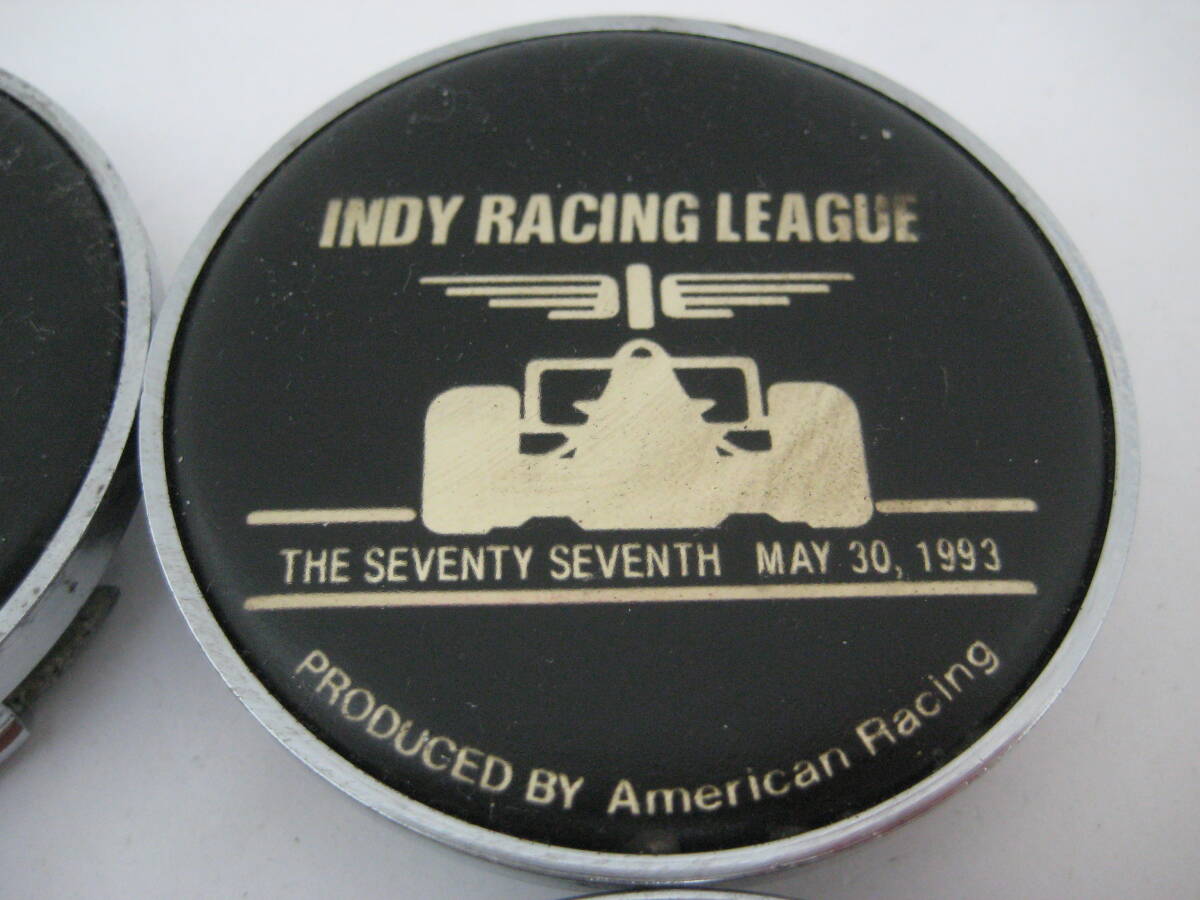 INDY RACING LEAGUE
THE SEVENTY SEVENTH MAY 30, 1993
PRODUCED BY American Racing